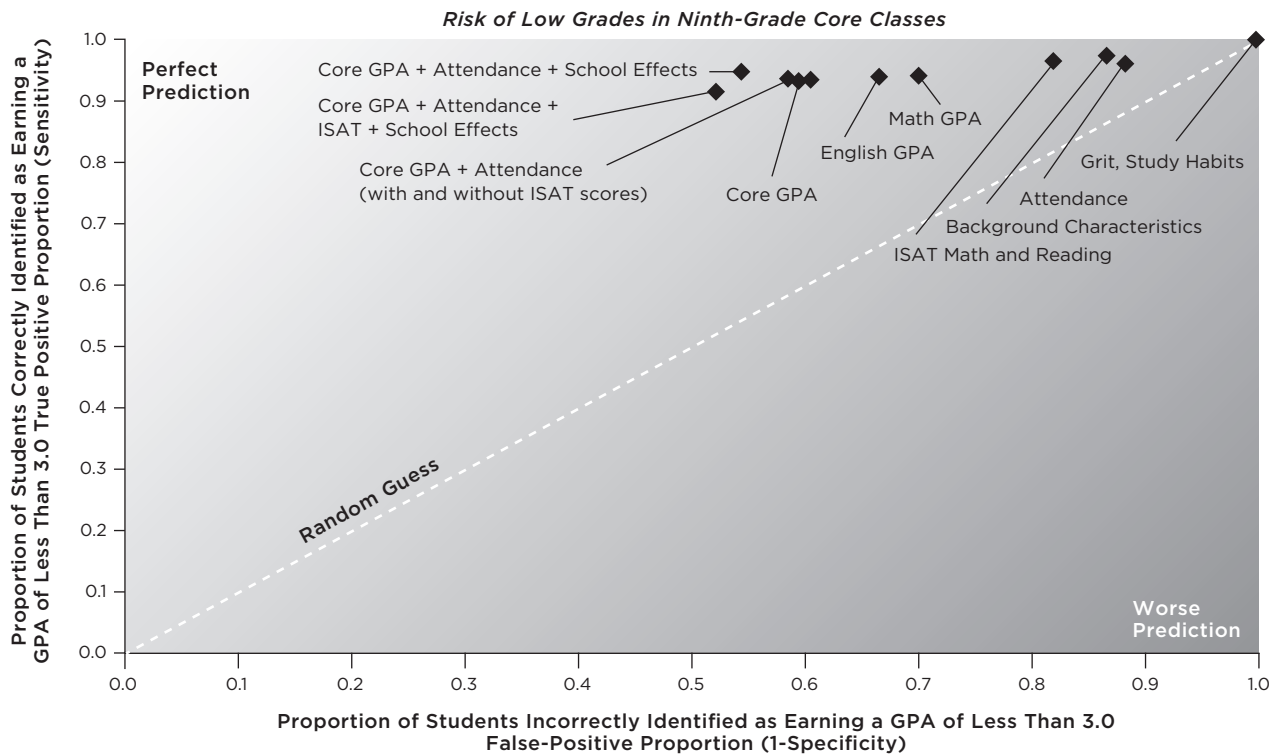 Risk of Low Grades in Ninth-Grade Core Classes
Proportion of Students Correctly Identified as Earning a
GPA of Less Than 3.0 True Positive Proportion (Sensitivity)
1.0
0.9
0.8
0.7
0.6
0.5
0.4
0.3
0.2
0.1
0.0
Perfect
Prediction
Core GPA + Attendance + School Effects
Core GPA + Attendance +
ISAT + School Effects
Core GPA + Attendance
(with and without ISAT scores)
Core GPA
English GPA
Math GPA
Grit, Study Habits
Attendance
Background Characteristics
ISAT Math and Reading
Random Guess
Worse
Prediction
0.0
0.1
0.2
0.3
0.4
0.5
0.6
0.7
0.8
0.9
1.0
Proportion of Students Incorrectly Identified as Earning a GPA of Less Than 3.0
False-Positive Proportion (1-Specificity)